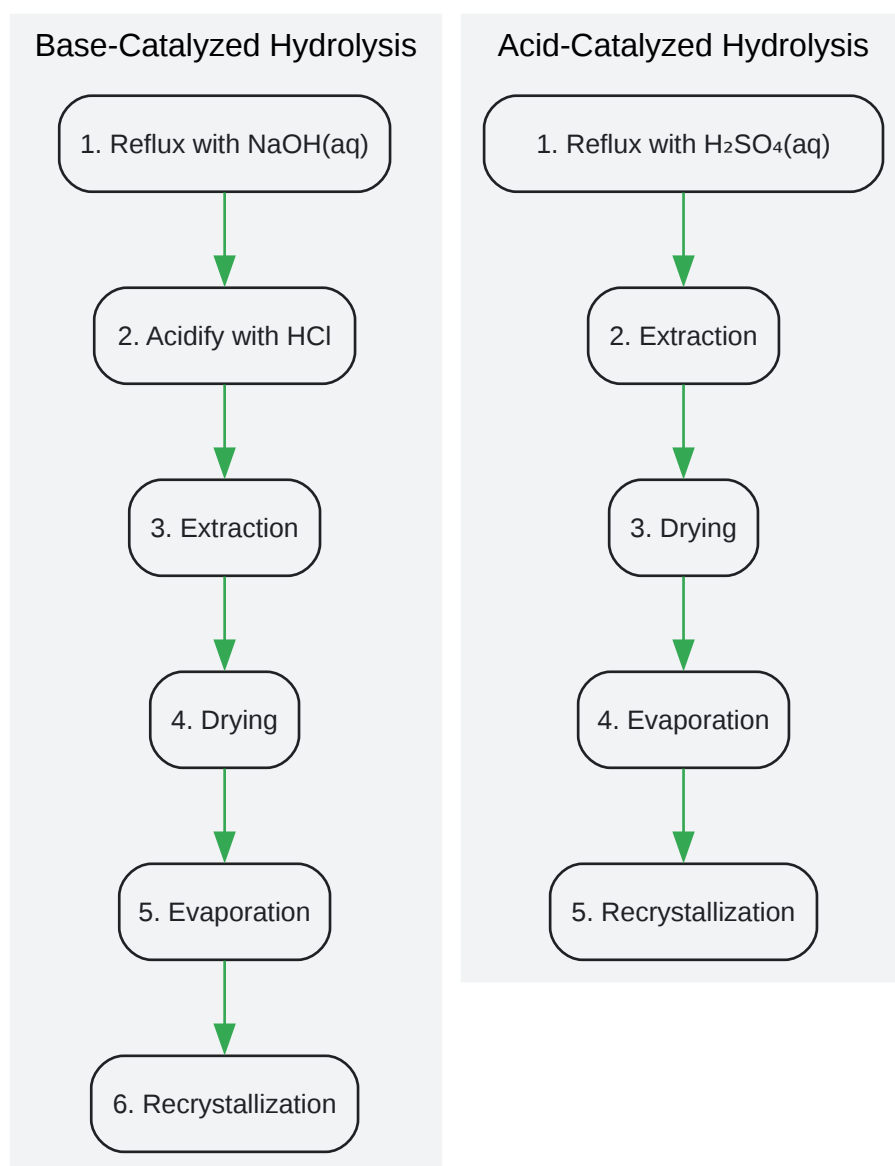 Base-Catalyzed Hydrolysis
1. Reflux with NaOH(aq)
2. Acidify with HCl
3. Extraction
4. Drying
5. Evaporation
6. Recrystallization
Acid-Catalyzed Hydrolysis
1. Reflux with H₂SO₄(aq)
2. Extraction
3. Drying
4. Evaporation
5. Recrystallization